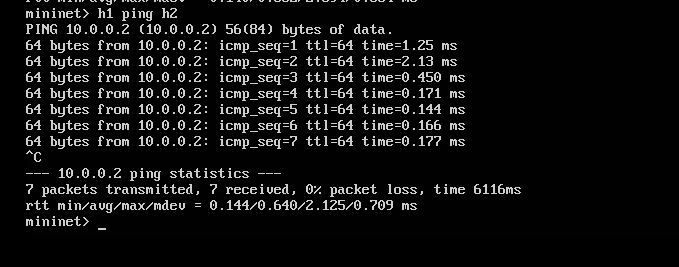 mininet> h1 ping h2
PING 10.0.0.2 (10.0.0.2) 56(84) bytes of data.
64 bytes from 10.0.0.2: icmp_seq=1 ttl=64 time=1.25 ms
64 bytes from 10.0.0.2: icmp_seq=2 ttl=64 time=2.13 ms
64 bytes from 10.0.0.2: icmp_seq=3 ttl=64 time=0.450 ms
64 bytes from 10.0.0.2: icmp_seq=4 ttl=64 time=0.171 ms
64 bytes from 10.0.0.2: icmp_seq=5 ttl=64 time=0.144 ms
64 bytes from 10.0.0.2: icmp_seq=6 ttl=64 time=0.166 ms
64 bytes from 10.0.0.2: icmp_seq=7 ttl=64 time=0.177 ms
^C
--- 10.0.0.2 ping statistics ---
7 packets transmitted, 7 received, 0% packet loss, time 6116ms
rtt min/avg/max/mdev = 0.144/0.640/2.125/0.709 ms
mininet> _